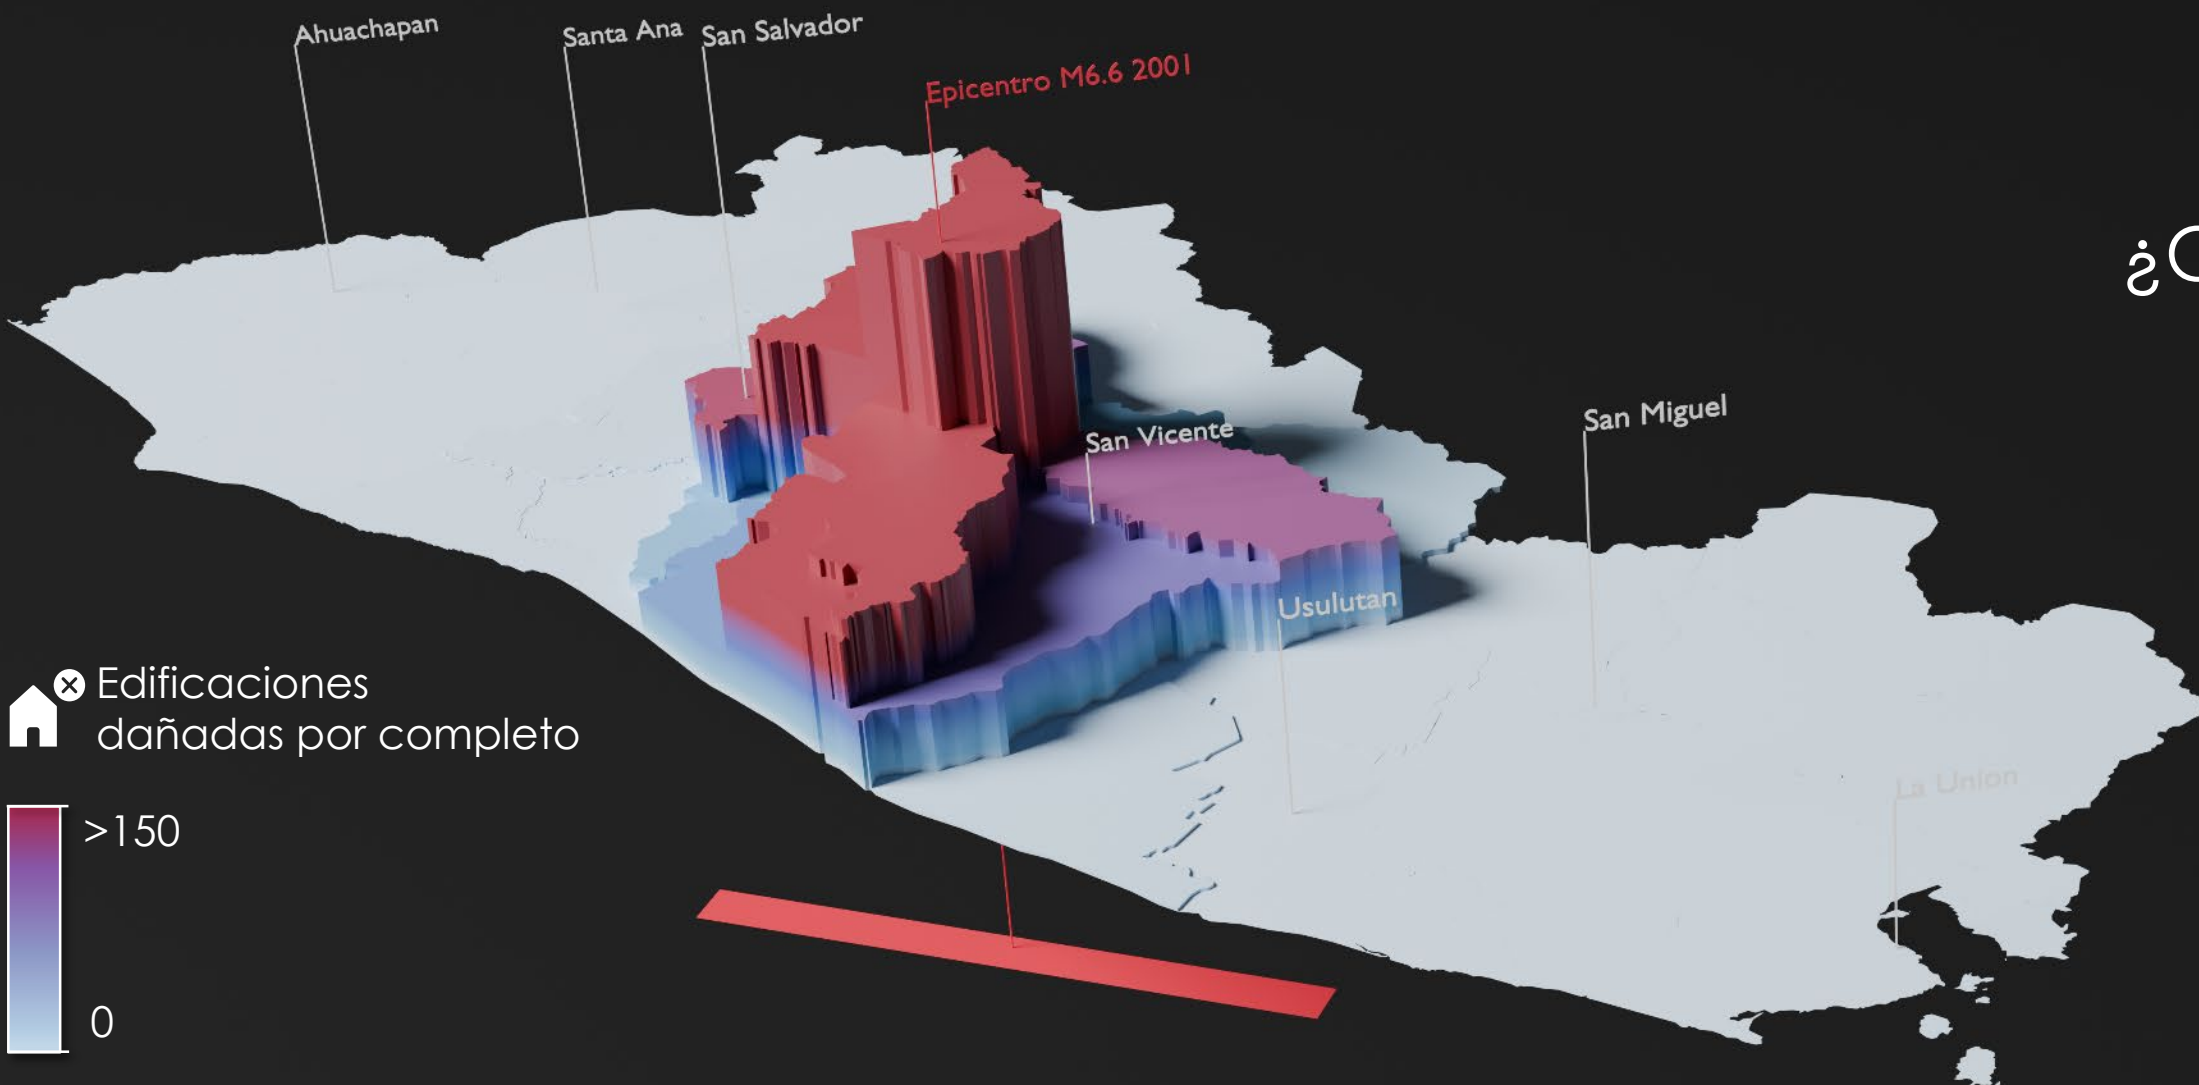 Ahuachapan
Santa Ana
San Salvador
Epicentro M6.6 2001
San Vicente
San Miguel
Usulutan
La Union
Edificaciones
dañadas por completo
>150
0